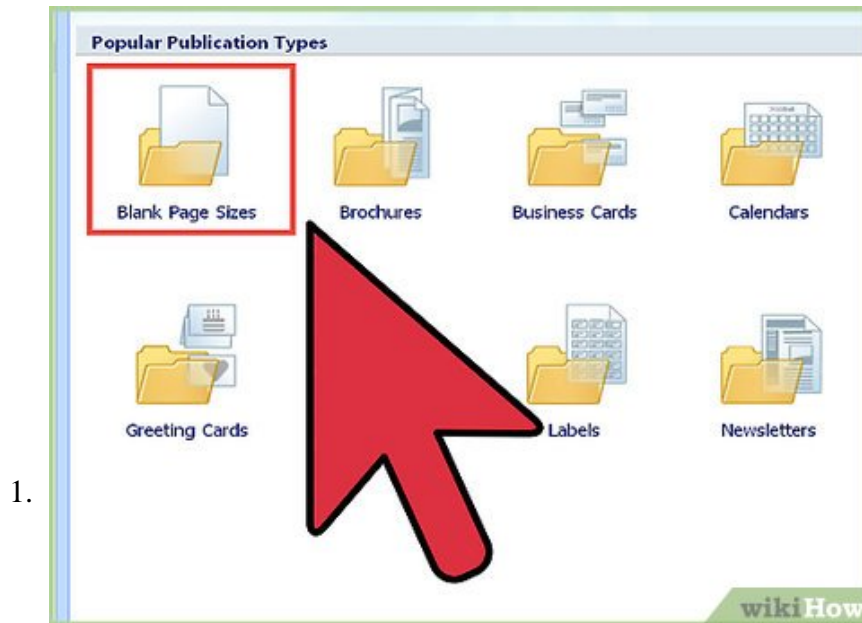 Popular Publication Types
Blank Page Sizes
Brochures
Business Cards
Calendars
Greeting Cards
Labels
Newsletters
1.
wikiHow